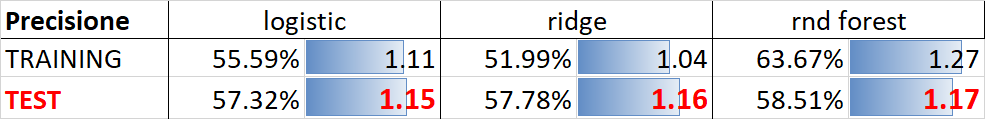 Precisione logistic ridge rnd forest
TRAINING 55.59% 1.11 51.99% 1.04 63.67% 1.27
TEST 57.32% 1.15 57.78% 1.16 58.51% 1.17